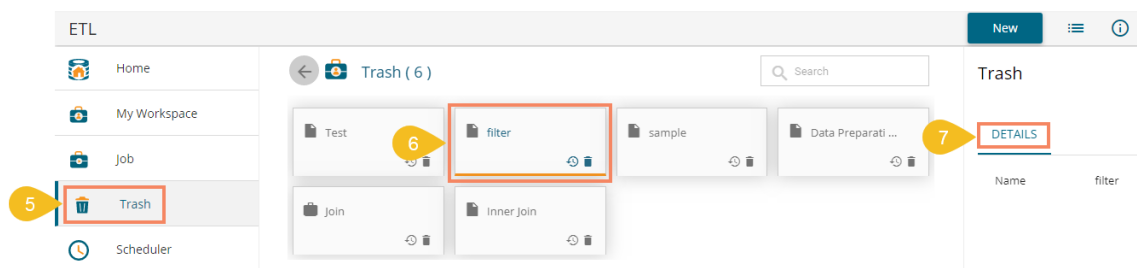 ETL
New
Home
My Workspace
Job
5
Trash
Scheduler
Trash ( 6 )
Search
Test
6
filter
sample
Data Preparati ...
Join
Inner Join
Trash
7
DETAILS
Name filter